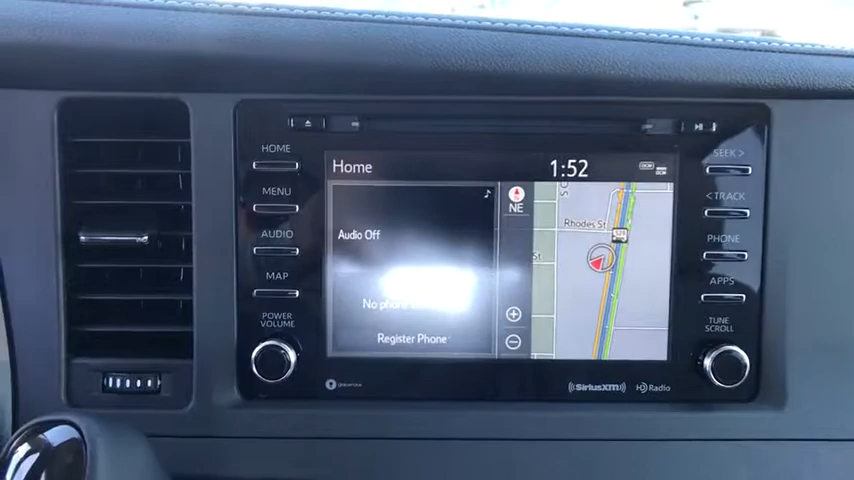 HOME
MENU
AUDIO
MAP
POWER
VOLUME
Home
1:52
Audio Off
No phone
Register Phone
NE
Rhodes St
St
SEEK >
< TRACK
PHONE
APPS
TUNE
SCROLL
SiriusXM
HD Radio